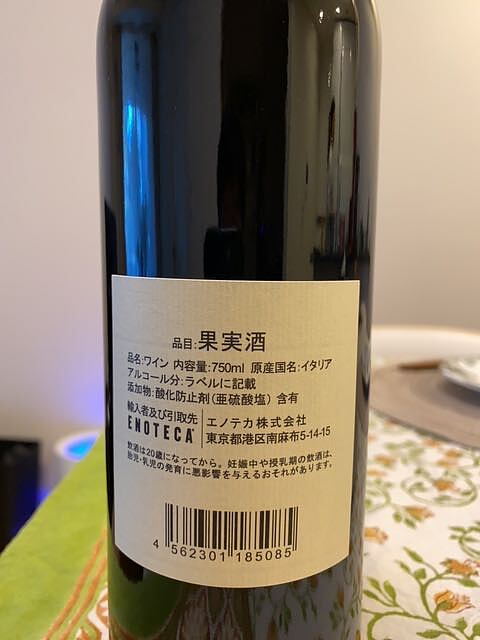 品目:果実酒
品名:ワイン 内容量:750ml 原産国名:イタリア
アルコール分:ラベルに記載
添加物:酸化防止剤(亜硫酸塩) 含有
輸入者及び引取先
ENOTECA
エノテカ株式会社
東京都港区南麻布5-14-15
飲酒は20歳になってから。妊娠中や授乳期の飲酒は、
胎児・乳児の発育に悪影響を与えるおそれがあります。
4 562301 185085